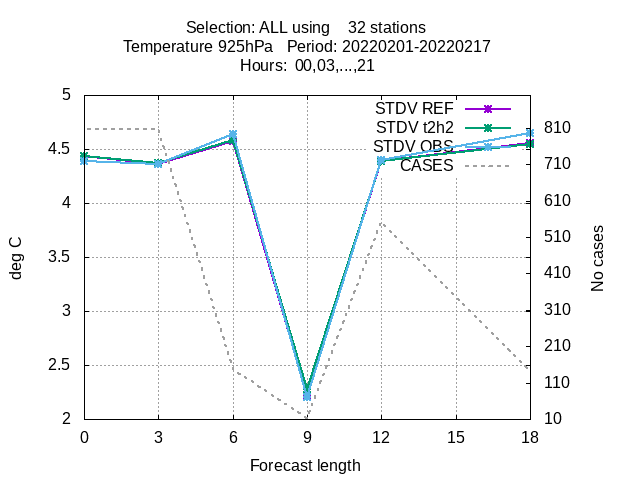 Selection: ALL using 32 stations
Temperature 925hPa Period: 20220201-20220217
Hours: 00,03,...,21
STDV REF
STDV t2h2
STDV OBS
CASES
5
4.5
4
3.5
3
2.5
2
deg C
810
710
610
510
410
310
210
110
10
No cases
0 3 6 9 12 15 18
Forecast length